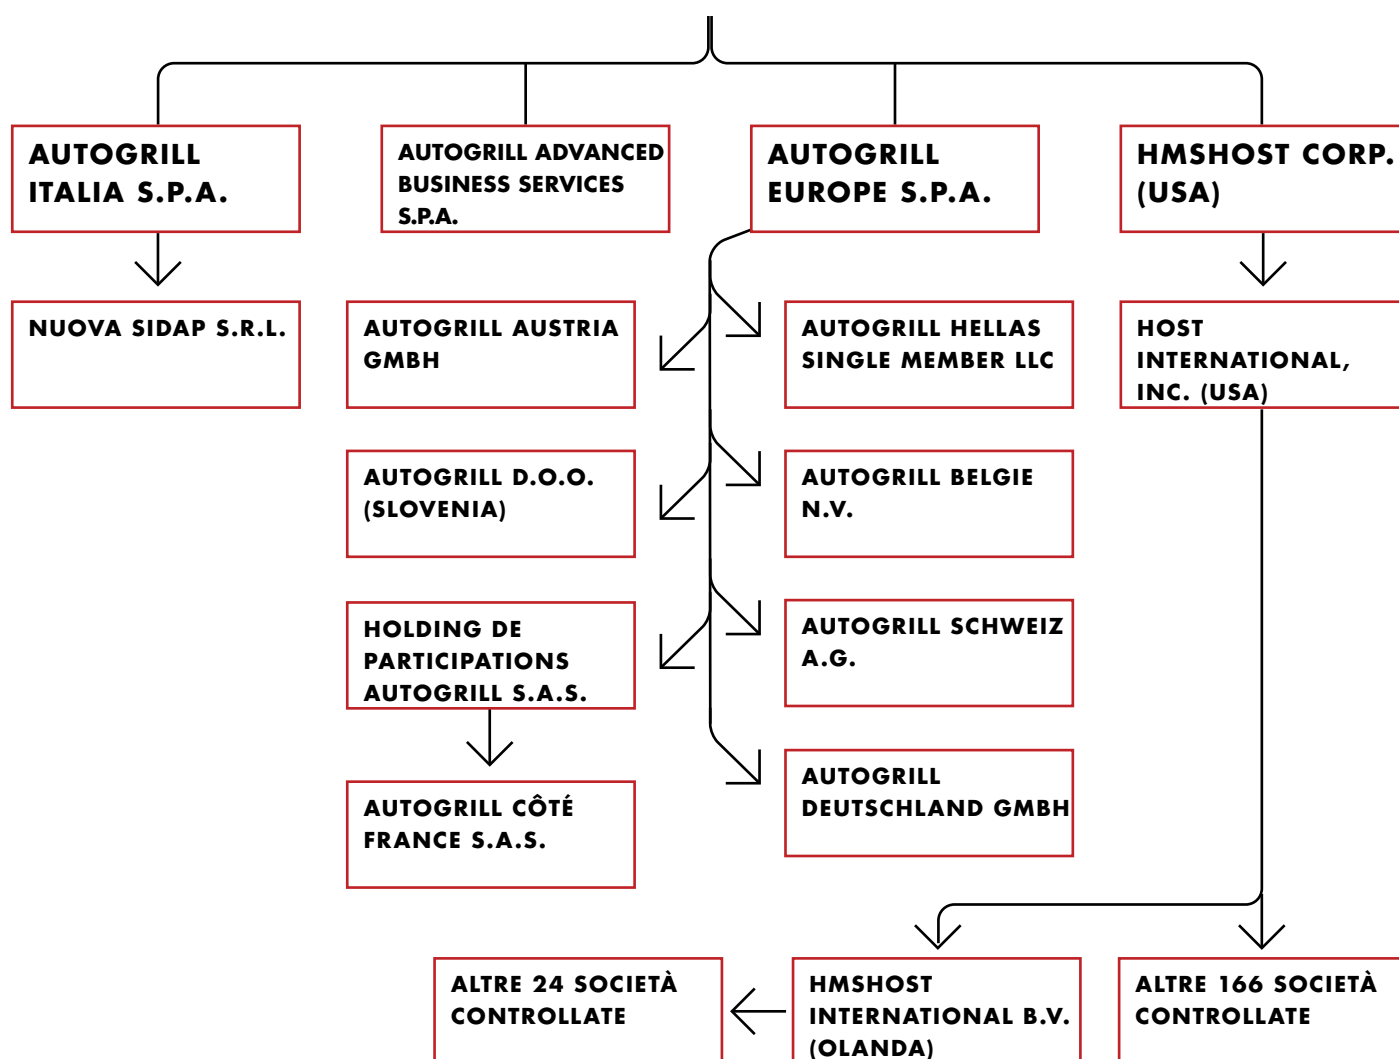 AUTOGRILL
ITALIA S.P.A.
AUTOGRILL ADVANCED
BUSINESS SERVICES
S.P.A.
AUTOGRILL
EUROPE S.P.A.
HMSHOST CORP.
(USA)
NUOVA SIDAP S.R.L.
AUTOGRILL AUSTRIA
GMBH
AUTOGRILL HELLAS
SINGLE MEMBER LLC
HOST
INTERNATIONAL,
INC. (USA)
AUTOGRILL D.O.O.
(SLOVENIA)
AUTOGRILL BELGIE
N.V.
HOLDING DE
PARTICIPATIONS
AUTOGRILL S.A.S.
AUTOGRILL SCHWEIZ
A.G.
AUTOGRILL CÔTÉ
FRANCE S.A.S.
AUTOGRILL
DEUTSCHLAND GMBH
ALTRE 24 SOCIETÀ
CONTROLLATE
HMSHOST
INTERNATIONAL B.V.
(OLANDA)
ALTRE 166 SOCIETÀ
CONTROLLATE